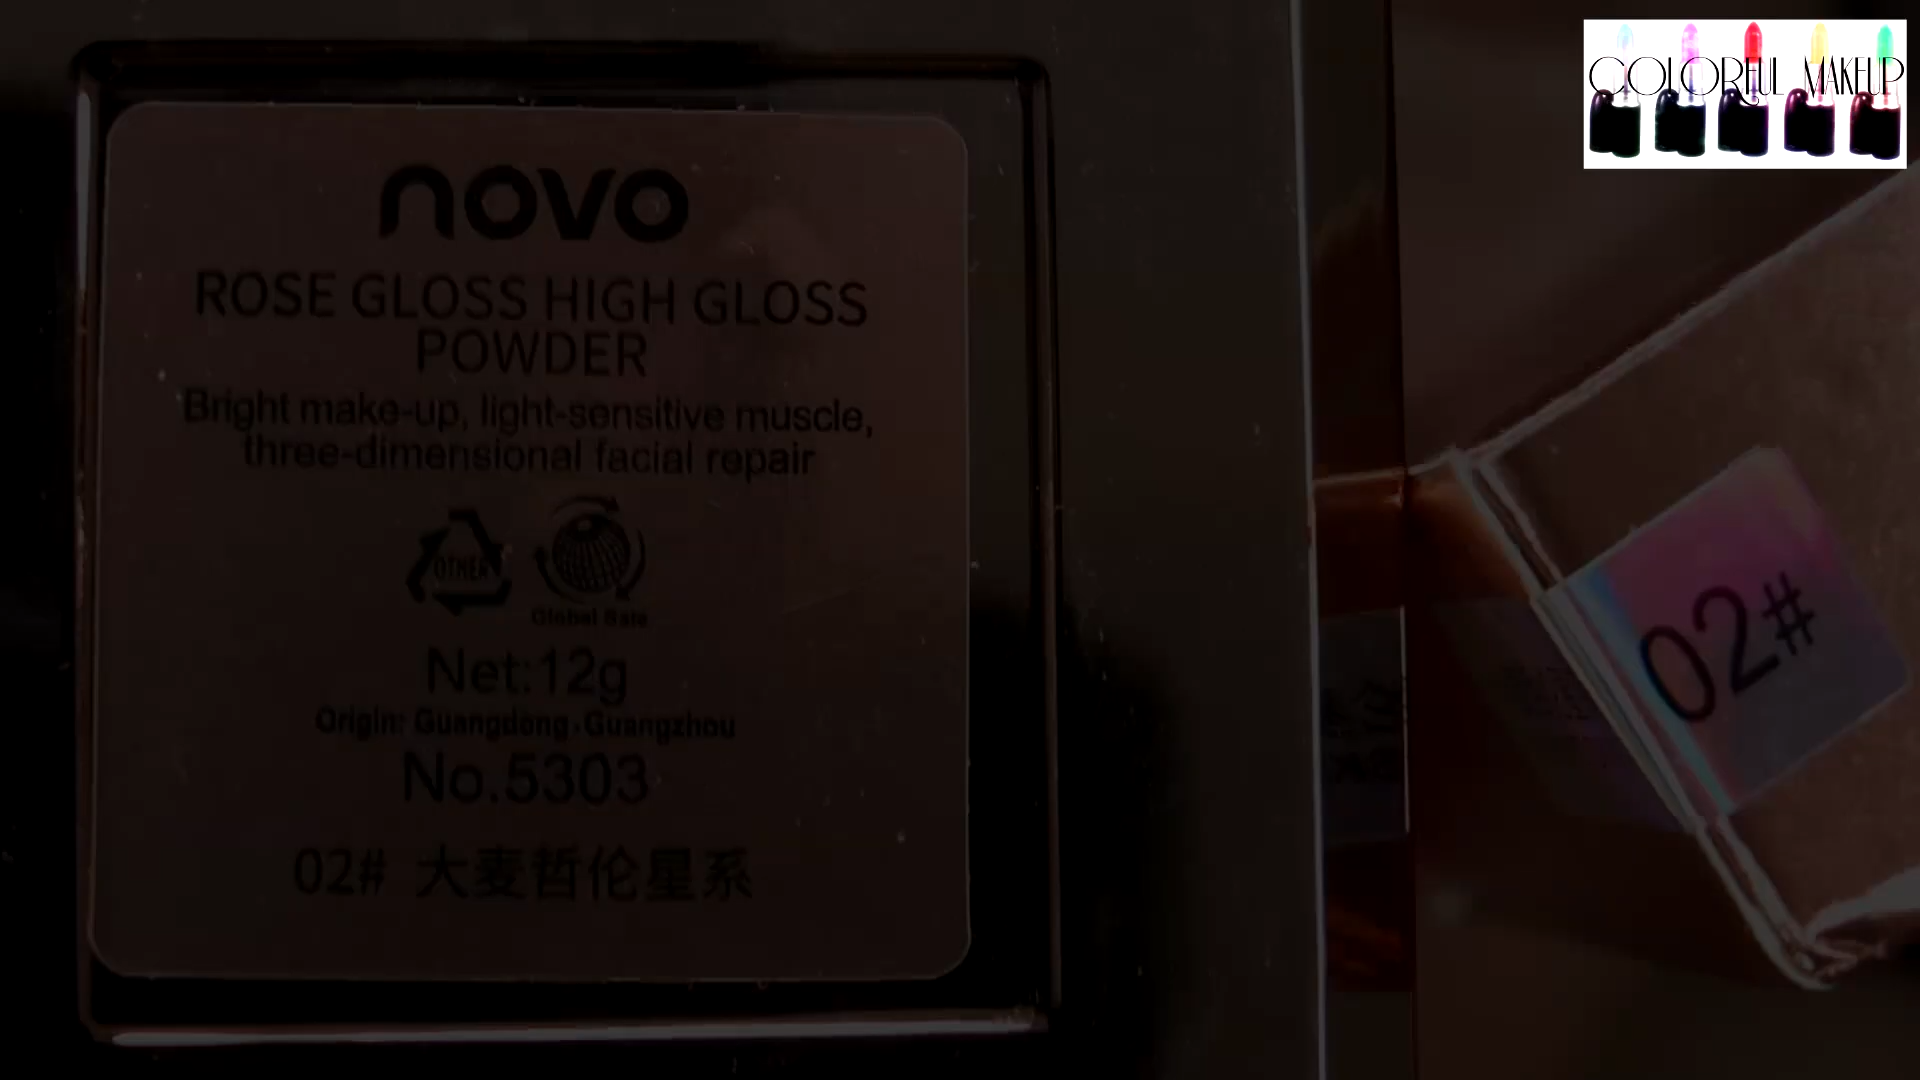 novo
ROSE GLOSS HIGH GLOSS
POWDER
Bright make-up, light-sensitive muscle,
three-dimensional facial repair
OTHER
Global Safe
Net:12g
Origin: Guangdong·Guangzhou
No.5303
02# 大麦哲伦星系
02#
COLORFUL MAKEUP